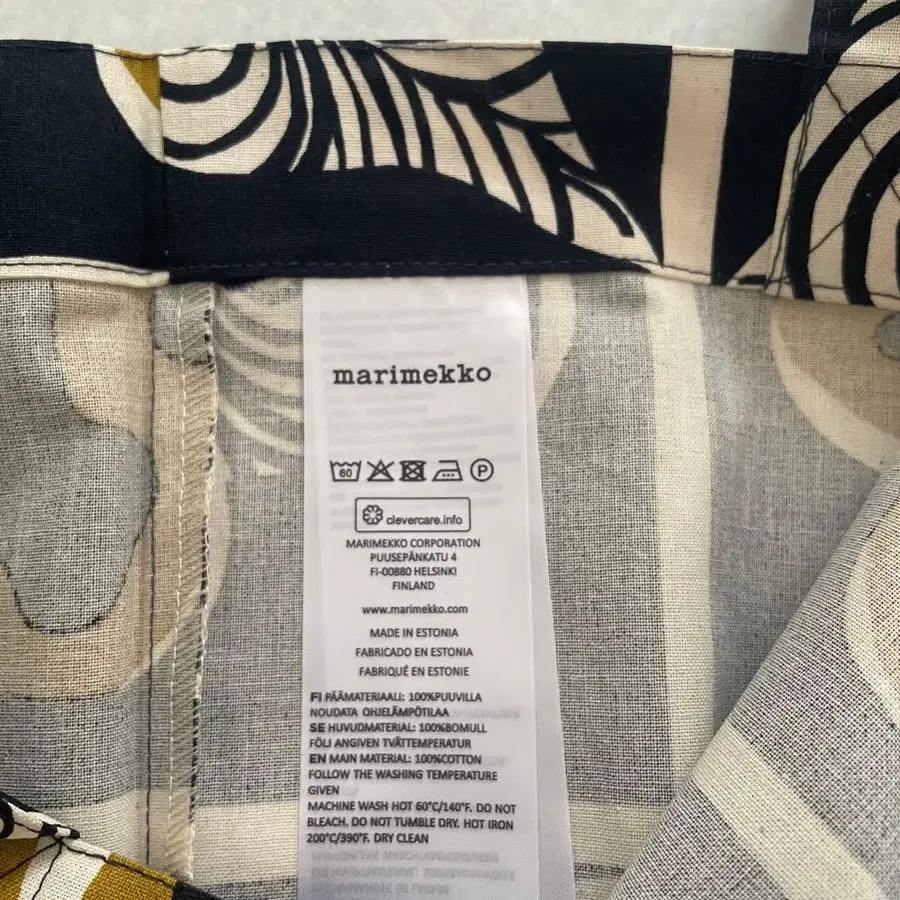 marimekko
60 P
clevercare.info
MARIMEKKO CORPORATION
PUUSEPÄNKATU 4
FI-00880 HELSINKI
FINLAND
www.marimekko.com
MADE IN ESTONIA
FABRICADO EN ESTONIA
FABRIQUÉ EN ESTONIE
FI PÄÄMATERIAALI: 100%PUUVILLA
NOUDATA OHJELÄMPÖTILAA
SE HUVUDMATERIAL: 100%BOMULL
FÖLJ ANGIVEN TVÄTTEMPERATUR
EN MAIN MATERIAL: 100%COTTON
FOLLOW THE WASHING TEMPERATURE
GIVEN
MACHINE WASH HOT 60°C/140°F. DO NOT
BLEACH. DO NOT TUMBLE DRY. HOT IRON
200°C/390°F. DRY CLEAN